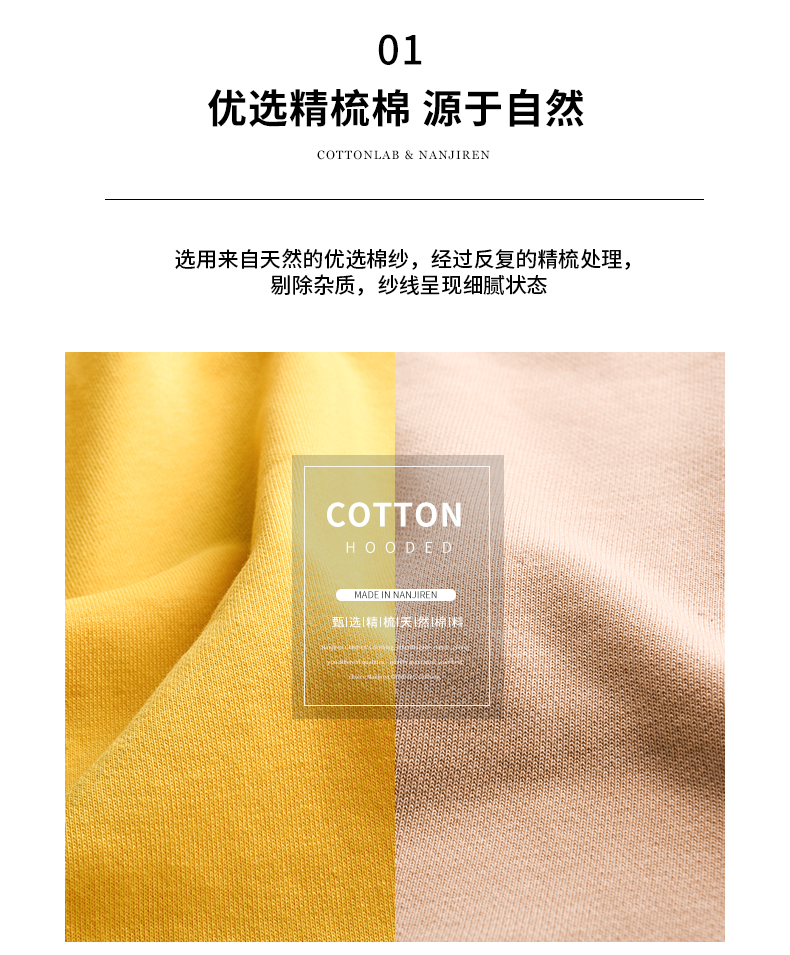 01
优选精梳棉 源于自然
COTTONLAB & NANJIREN
选用来自天然的优选棉纱，经过反复的精梳处理，
剔除杂质，纱线呈现细腻状态
COTTON
HOODED
MADE IN NANJIREN
甄|选|精|梳|天|然|棉|料